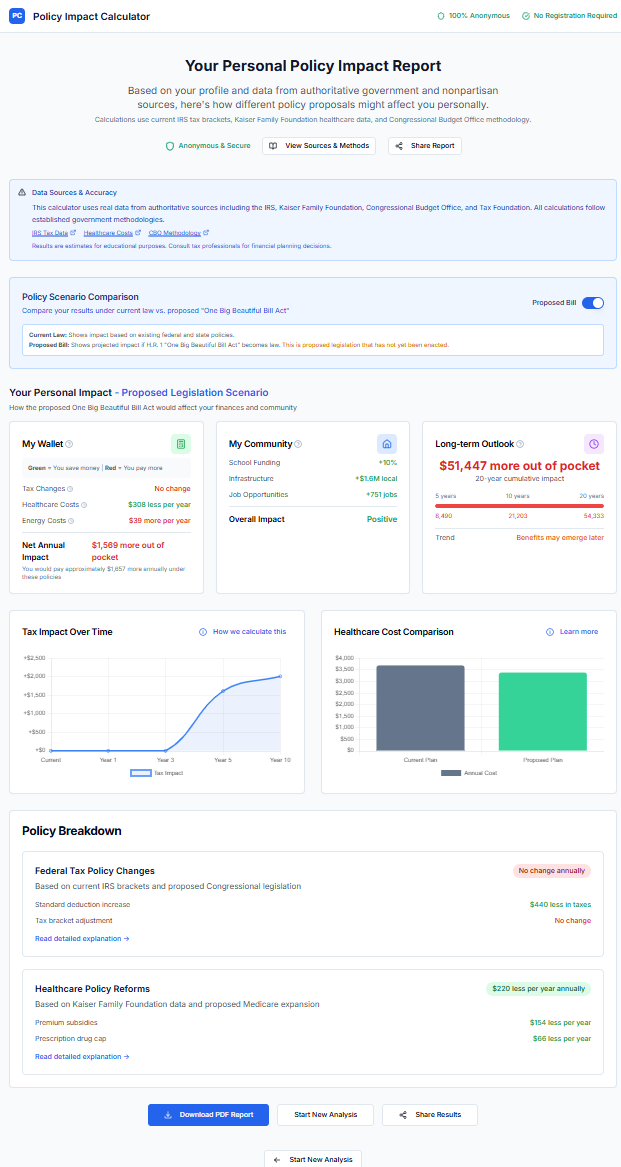 PC Policy Impact Calculator
100% Anonymous No Registration Required
Your Personal Policy Impact Report
Based on your profile and data from authoritative government and nonpartisan
sources, here's how different policy proposals might affect you personally.
Calculations use current IRS tax brackets, Kaiser Family Foundation healthcare data, and Congressional Budget Office methodology.
Anonymous & Secure View Sources & Methods Share Report
Data Sources & Accuracy
This calculator uses real data from authoritative sources including the IRS, Kaiser Family Foundation, Congressional Budget Office, and Tax Foundation. All calculations follow
established government methodologies.
IRS Tax Data Healthcare Costs CBO Methodology
Results are estimates for educational purposes. Consult tax professionals for financial planning decisions.
Policy Scenario Comparison
Compare your results under current law vs. proposed "One Big Beautiful Bill Act"
Proposed Bill
Current Law: Shows impact based on existing federal and state policies.
Proposed Bill: Shows projected impact if H.R. 1 "One Big Beautiful Bill Act" becomes law. This is proposed legislation that has not yet been enacted.
Your Personal Impact - Proposed Legislation Scenario
How the proposed One Big Beautiful Bill Act would affect your finances and community
My Wallet
Green = You save money | Red = You pay more
Tax Changes No change
Healthcare Costs $308 less per year
Energy Costs $39 more per year
Net Annual
Impact
$1,569 more out of
pocket
You would pay approximately $1,657 more annually under
these policies
My Community
School Funding +10%
Infrastructure +$1.6M local
Job Opportunities +751 jobs
Overall Impact Positive
Long-term Outlook
$51,447 more out of pocket
20-year cumulative impact
5 years 10 years 20 years
8,490 21,203 54,333
Trend Benefits may emerge later
Tax Impact Over Time
How we calculate this
+$2,500
+$2,000
+$1,500
+$1,000
+$500
+$0
Current Year 1 Year 3 Year 5 Year 10
Tax Impact
Healthcare Cost Comparison
Learn more
$4,000
$3,500
$3,000
$2,500
$2,000
$1,500
$1,000
$500
$0
Current Plan Proposed Plan
Annual Cost
Policy Breakdown
Federal Tax Policy Changes
No change annually
Based on current IRS brackets and proposed Congressional legislation
Standard deduction increase $440 less in taxes
Tax bracket adjustment No change
Read detailed explanation →
Healthcare Policy Reforms
$220 less per year annually
Based on Kaiser Family Foundation data and proposed Medicare expansion
Premium subsidies $154 less per year
Prescription drug cap $66 less per year
Read detailed explanation →
Download PDF Report Start New Analysis Share Results
← Start New Analysis